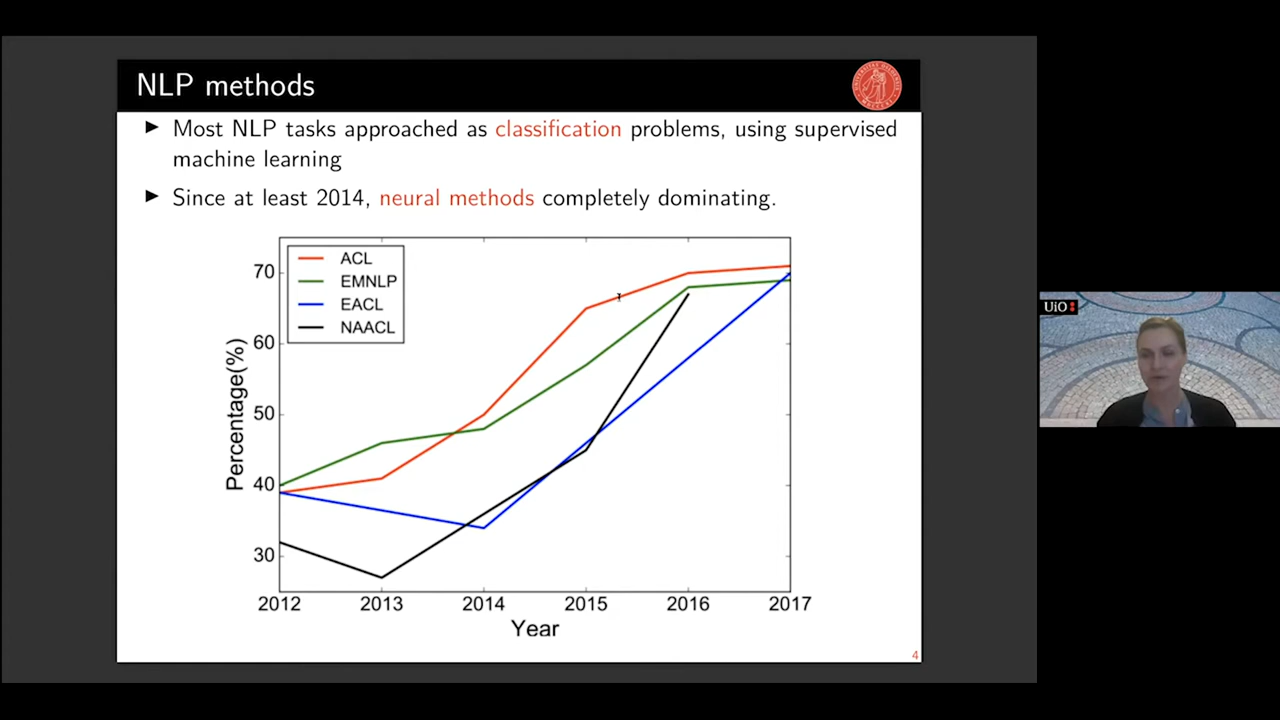 NLP methods
▶ Most NLP tasks approached as classification problems, using supervised
machine learning
▶ Since at least 2014, neural methods completely dominating.
ACL
EMNLP
EACL
NAACL
70
60
50
40
30
Percentage(%)
2012 2013 2014 2015 2016 2017
Year
4
UiO